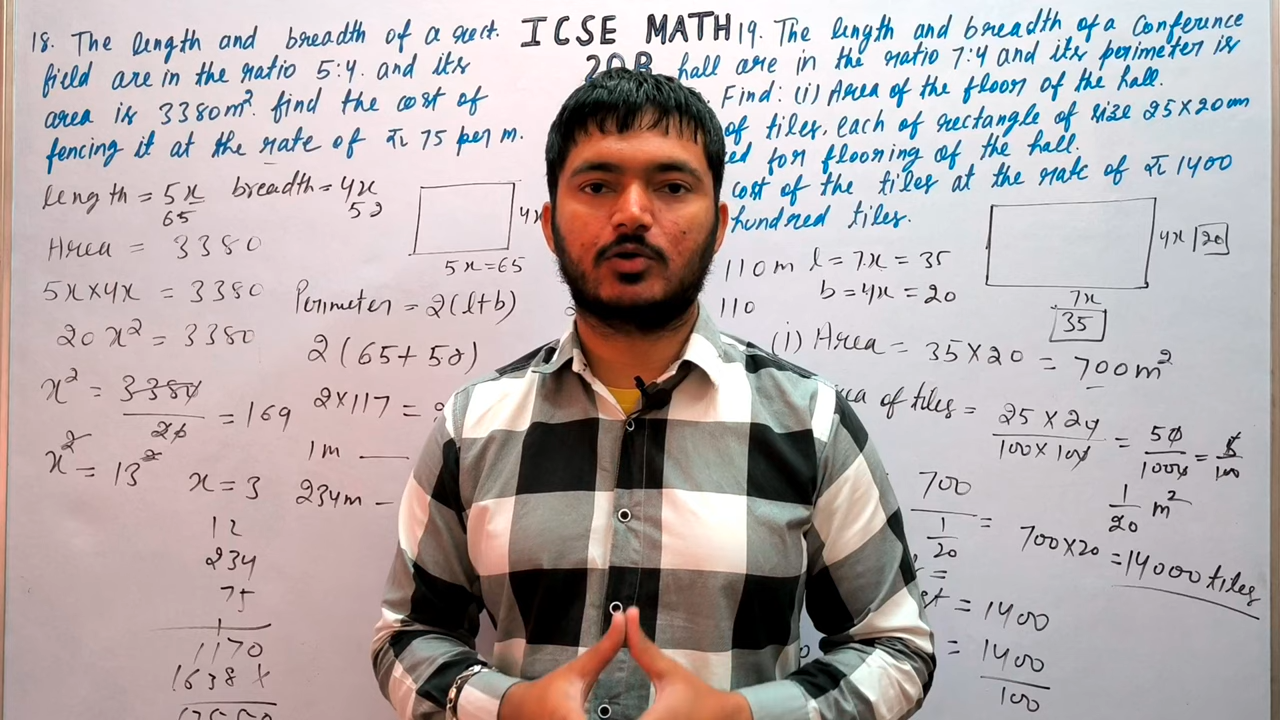 ICSE MATH
20B
18. The length and breadth of a rect.
field are in the ratio 5:4. and its
area is 3380m². find the cost of
fencing it at the rate of ₹ 75 per m.
length = 5x breadth = 4x
65 52
Area = 3380
5x×4x = 3380
20x² = 3380
x² = 3380
20
= 169
x² = 13²
x = 3
12
234
75
1170
1638 x
4x
5x = 65
Perimeter = 2(l+b)
2(65+52)
2×117 =
1m
234m
19. The length and breadth of a Conference
hall are in the ratio 7:4 and its perimeter is
Find: (i) Area of the floor of the hall.
of tiles, each of rectangle of size 25×20cm
for flooring of the hall.
cost of the tiles at the rate of ₹ 1400
hundred tiles.
110m l = 7x = 35
110 b = 4x = 20
4x 20
7x
35
(i) Area = 35×20 = 700m²
of tiles = 25×20
100×100
= 50
1000
=
100
1
20
m²
700
1
20
=
700×20 = 14000 tiles
= 1400
= 1400
100